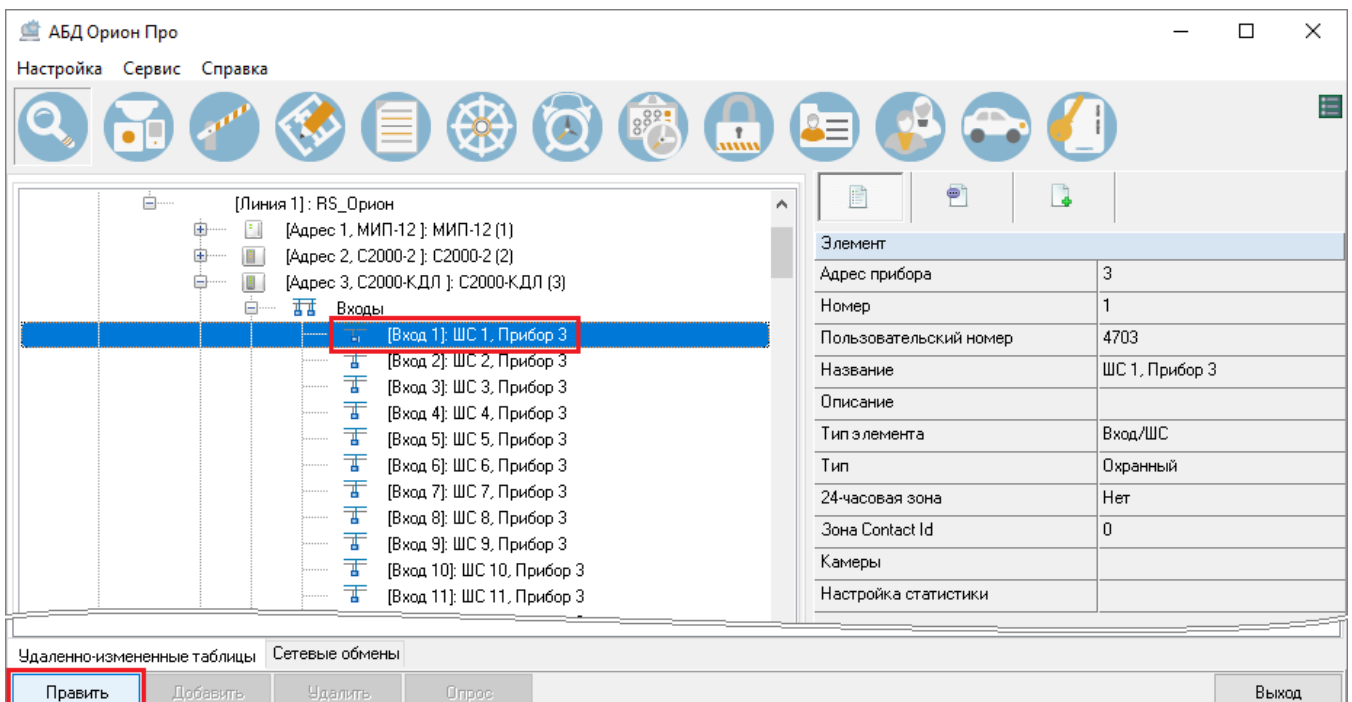 АБД Орион Про
Настройка Сервис Справка
[Линия 1] : RS_Орион
[Адрес 1, МИП-12 ]: МИП-12 (1)
[Адрес 2, С2000-2 ]: С2000-2 (2)
[Адрес 3, С2000-КДЛ ]: С2000-КДЛ (3)
Входы
[Вход 1]: ШС 1, Прибор 3
[Вход 2]: ШС 2, Прибор 3
[Вход 3]: ШС 3, Прибор 3
[Вход 4]: ШС 4, Прибор 3
[Вход 5]: ШС 5, Прибор 3
[Вход 6]: ШС 6, Прибор 3
[Вход 7]: ШС 7, Прибор 3
[Вход 8]: ШС 8, Прибор 3
[Вход 9]: ШС 9, Прибор 3
[Вход 10]: ШС 10, Прибор 3
[Вход 11]: ШС 11, Прибор 3
Элемент
Адрес прибора 3
Номер 1
Пользовательский номер 4703
Название ШС 1, Прибор 3
Описание
Тип элемента Вход/ШС
Тип Охранный
24-часовая зона Нет
Зона Contact Id 0
Камеры
Настройка статистики
Удаленно-измененные таблицы Сетевые обмены
Править Добавить Удалить Опрос Выход